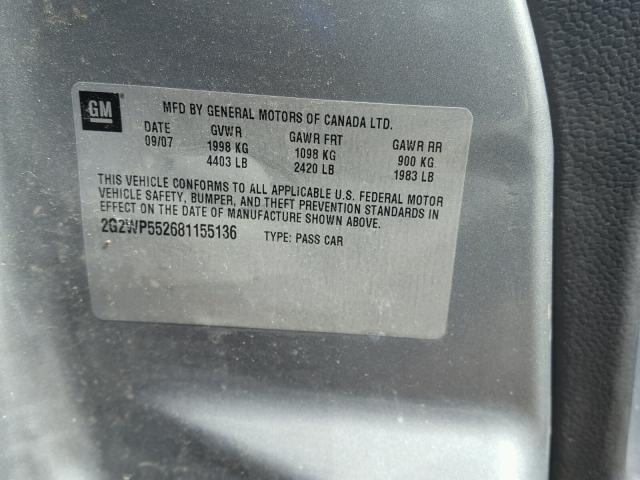 GM
MFD BY GENERAL MOTORS OF CANADA LTD.
DATE GVWR GAWR FRT GAWR RR
09/07 1998 KG 1098 KG 900 KG
4403 LB 2420 LB 1983 LB
THIS VEHICLE CONFORMS TO ALL APPLICABLE U.S. FEDERAL MOTOR
VEHICLE SAFETY, BUMPER, AND THEFT PREVENTION STANDARDS IN
EFFECT ON THE DATE OF MANUFACTURE SHOWN ABOVE.
2G2WP552681155136 TYPE: PASS CAR